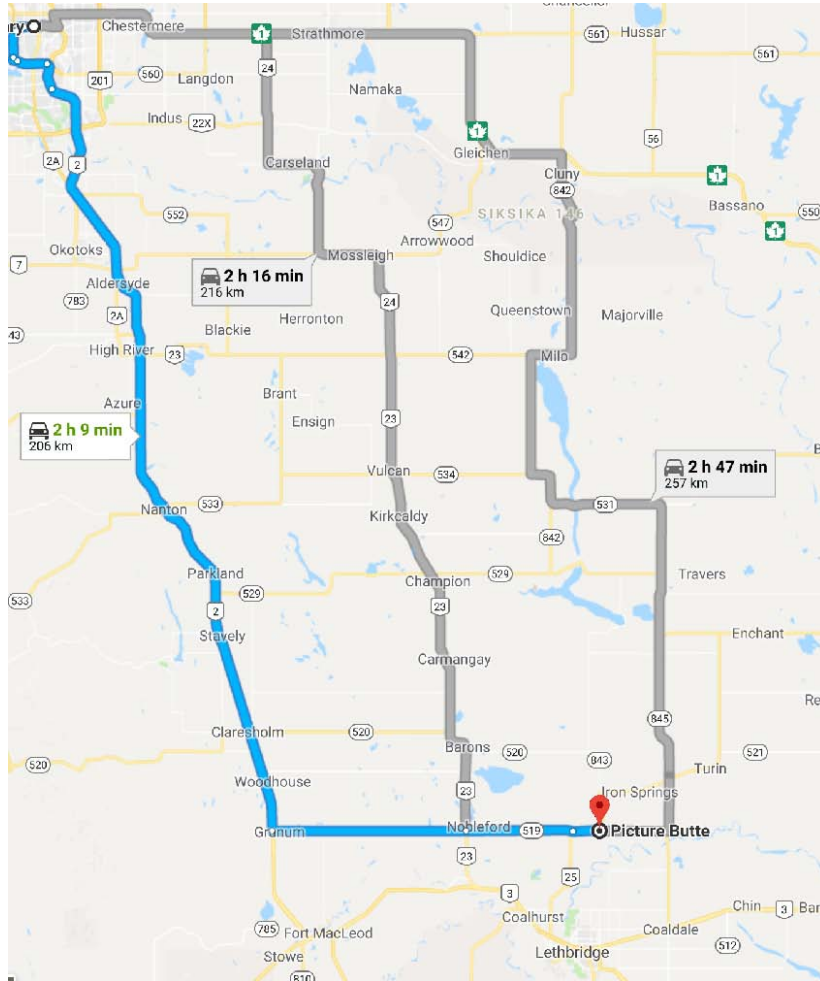 Chancellor
ry
Chestermere
1
Strathmore
561
Hussar
561
24
201
560
Langdon
Namaka
Indus
22X
1
56
2A
2
Carseland
Gleichen
Cluny
842
1
Bassano
SIKSIKA 146
552
547
550
Okotoks
Arrowwood
1
7
Mossleigh
Shouldice
Aldersyde
2 h 16 min
216 km
783
2A
24
Queenstown
Majorville
Herronton
43
Blackie
High River
23
542
Milo
Brant
Azure
Ensign
23
2 h 9 min
206 km
2 h 47 min
257 km
Vulcan
534
Nanton
533
531
Kirkcaldy
842
Parkland
Champion
529
Travers
533
529
2
23
Stavely
Enchant
Carmangay
Re
845
Claresholm
520
Barons
520
843
521
520
Turin
Woodhouse
23
Iron Springs
Granum
Nobleford
519
Picture Butte
23
25
3
Chin
3
Bar
Coalhurst
785
Fort MacLeod
Coaldale
512
Stowe
Lethbridge
810